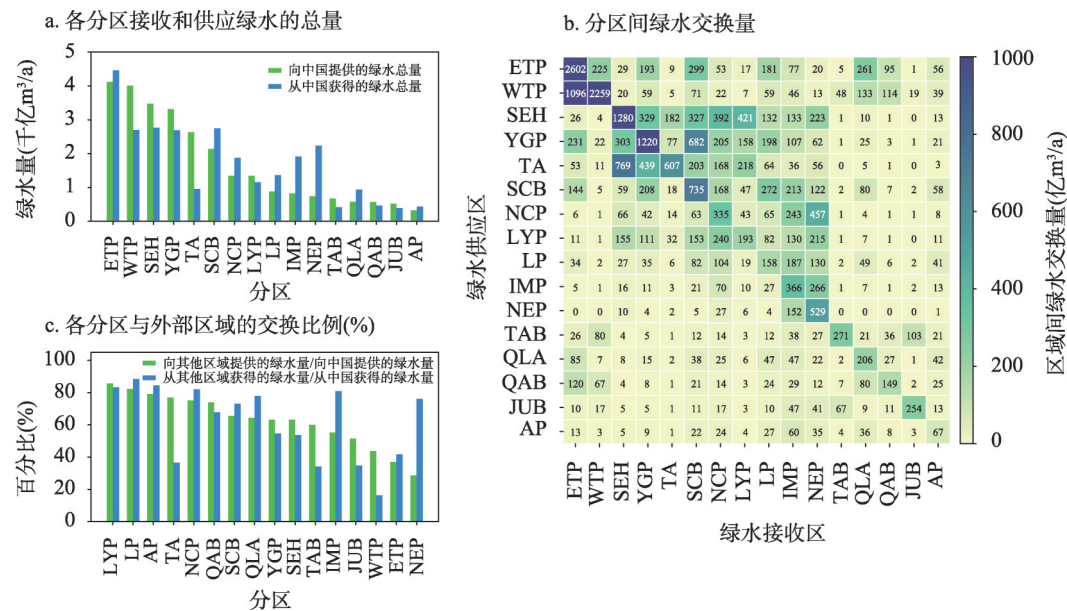 a. 各分区接收和供应绿水的总量
绿水量(千亿m³/a)
5
4
3
2
1
0
向中国提供的绿水总量
从中国获得的绿水总量
ETP WTP SEH YGP TA SCB NCP LYP LP IMP NEP TAB QLA QAB JUB AP
分区
c. 各分区与外部区域的交换比例(%)
百分比(%)
100
80
60
40
20
0
向其他区域提供的绿水量/向中国提供的绿水量
从其他区域获得的绿水量/从中国获得的绿水量
LYP LP AP TA NCP QAB SCB QLA YGP SEH TAB IMP JUB WTP ETP NEP
分区
b. 分区间绿水交换量
绿水供应区
ETP 2602 225 29 193 9 299 53 17 181 77 20 5 261 95 1 56
WTP 1096 2259 20 59 5 71 22 7 59 46 13 48 133 114 19 39
SEH 26 4 1280 329 182 327 392 421 132 133 223 1 10 1 0 13
YGP 231 22 303 1220 77 682 205 158 198 107 62 1 25 3 1 21
TA 53 11 769 439 607 203 168 218 64 36 35 0 5 1 0 3
SCB 144 5 59 208 18 735 168 47 272 213 122 2 80 7 2 58
NCP 6 1 66 42 14 63 335 43 65 243 457 1 4 1 1 8
LYP 11 1 155 111 32 153 240 193 82 130 215 1 7 1 0 11
LP 34 2 27 35 6 82 104 19 158 187 130 2 49 6 2 41
IMP 5 1 16 11 3 21 70 10 27 366 266 1 7 1 2 13
NEP 0 0 10 4 2 5 27 6 4 152 529 0 0 0 0 1
TAB 26 80 4 5 1 12 14 3 12 38 27 271 21 36 103 21
QLA 85 7 8 15 2 38 25 6 47 47 22 2 206 27 1 42
QAB 120 67 4 8 1 21 14 3 24 29 12 7 80 149 2 25
JUB 10 17 5 5 1 11 17 3 10 47 41 67 9 11 254 13
AP 13 3 5 9 1 22 24 4 27 60 35 4 36 8 3 67
ETP WTP SEH YGP TA SCB NCP LYP LP IMP NEP TAB QLA QAB JUB AP
绿水接收区
1000
800
600
400
200
0
区域间绿水交换量(亿m³/a)